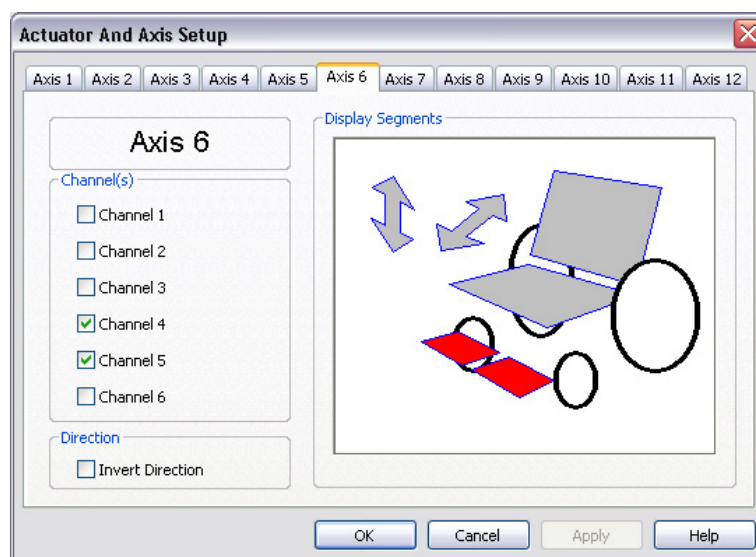 Actuator And Axis Setup
Axis 1 Axis 2 Axis 3 Axis 4 Axis 5 Axis 6 Axis 7 Axis 8 Axis 9 Axis 10 Axis 11 Axis 12
Axis 6
Display Segments
Channel(s)
Channel 1
Channel 2
Channel 3
Channel 4
Channel 5
Channel 6
Direction
Invert Direction
OK Cancel Apply Help